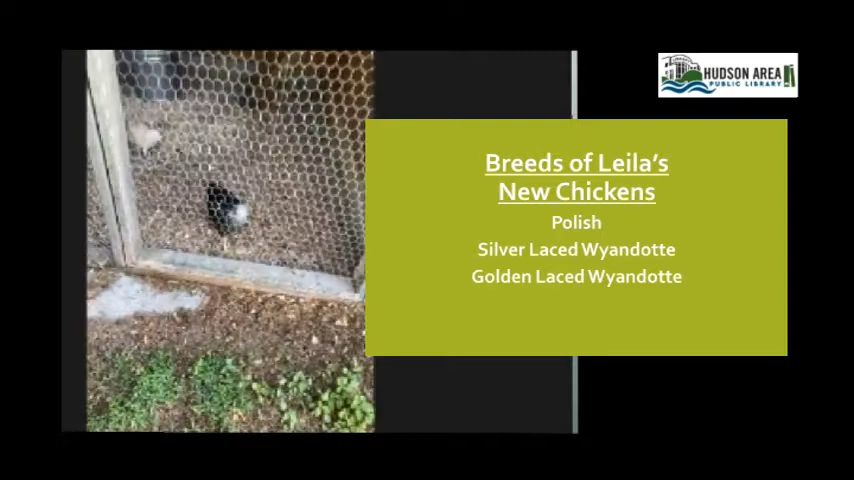 HUDSON AREA
PUBLIC LIBRARY
Breeds of Leila's
New Chickens
Polish
Silver Laced Wyandotte
Golden Laced Wyandotte